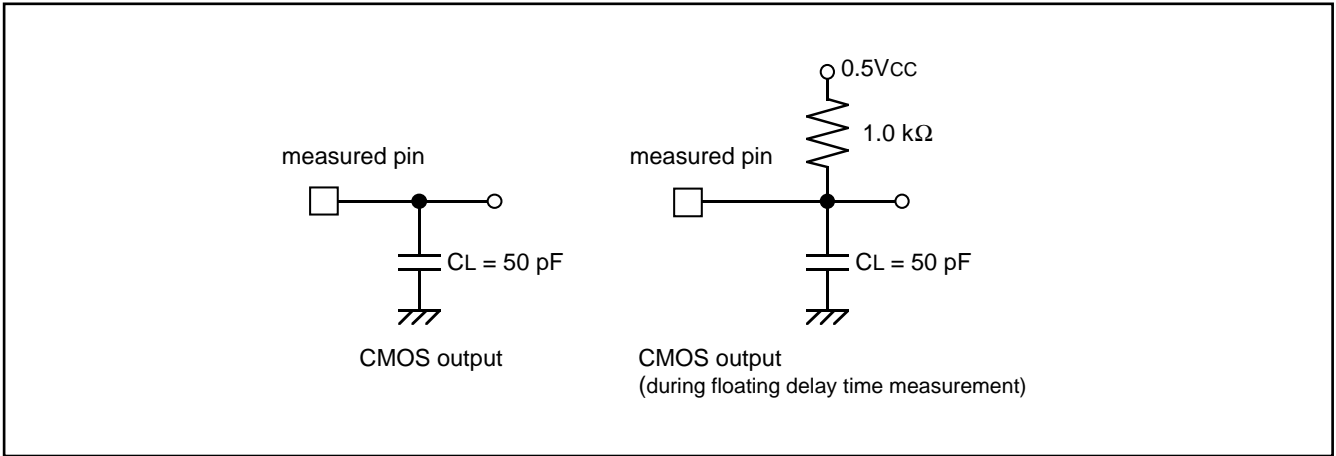 0.5VCC
1.0 kΩ
measured pin
measured pin
CL = 50 pF
CL = 50 pF
CMOS output
CMOS output
(during floating delay time measurement)